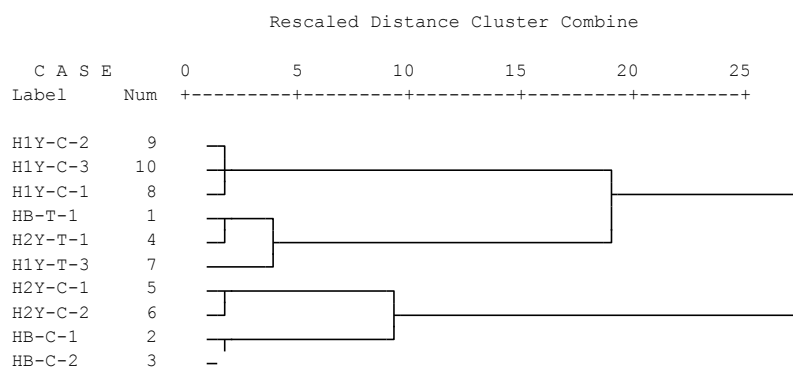 Rescaled Distance Cluster Combine
C A S E 0 5 10 15 20 25
Label Num +---------+---------+---------+---------+---------+
H1Y-C-2 9
H1Y-C-3 10
H1Y-C-1 8
HB-T-1 1
H2Y-T-1 4
H1Y-T-3 7
H2Y-C-1 5
H2Y-C-2 6
HB-C-1 2
HB-C-2 3